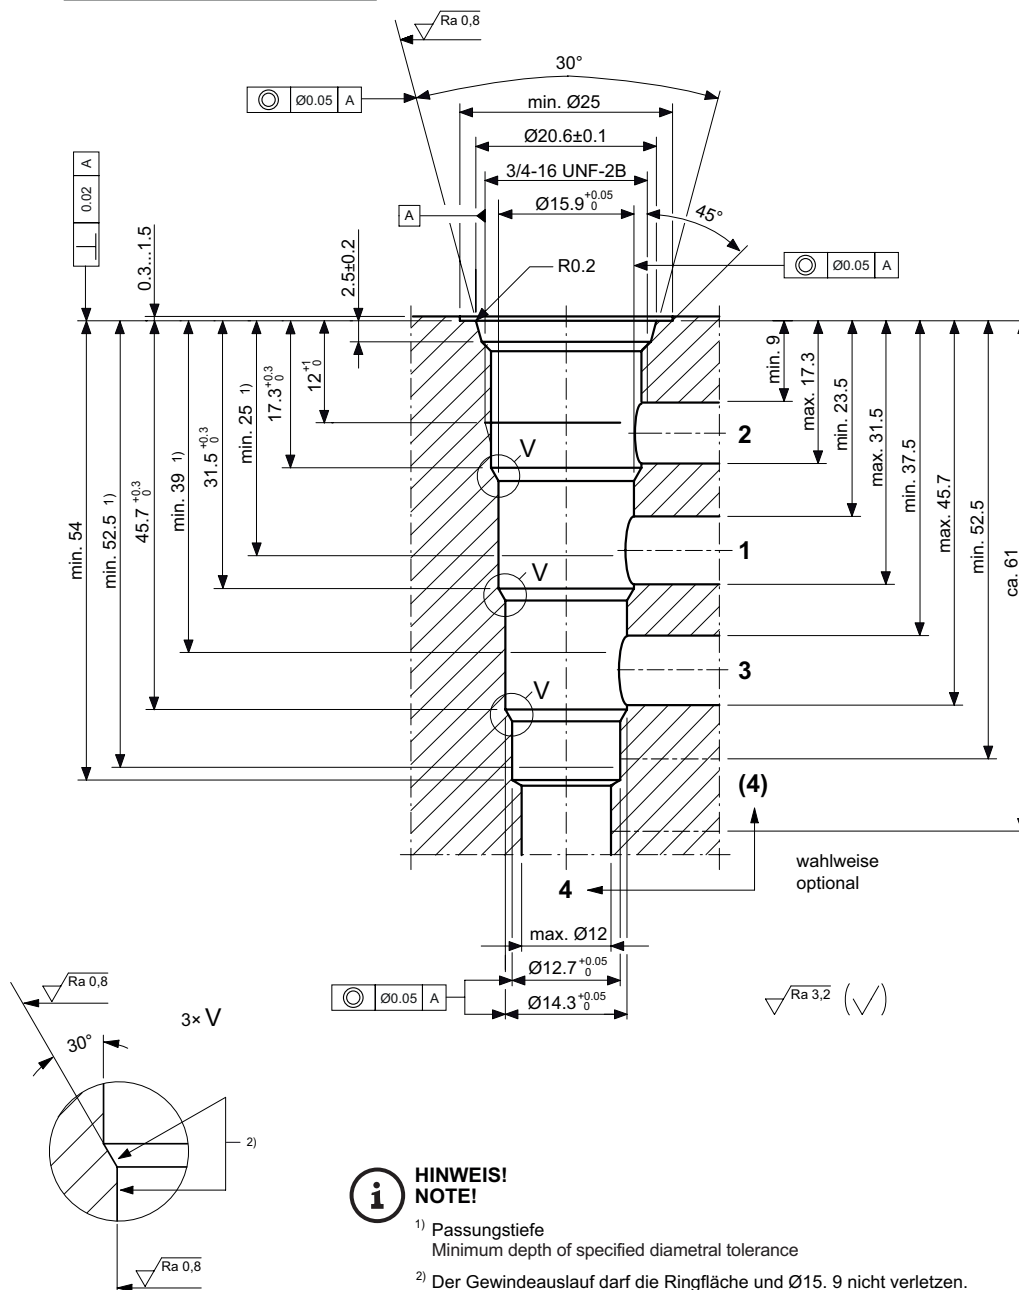 Ra 0,8
30°
Ø0.05 A
min. Ø25
Ø20.6±0.1
3/4-16 UNF-2B
Ø15.9 +0.05 0
A
45°
0.02 A
0.3...1.5
2.5±0.2
R0.2
Ø0.05 A
min. 54
min. 52.5 1)
45.7 +0.3 0
min. 39 1)
31.5 +0.3 0
min. 25 1)
17.3 +0.3 0
12 +1 0
V
V
V
min. 9
max. 17.3
min. 23.5
max. 31.5
min. 37.5
max. 45.7
min. 52.5
ca. 61
2
1
3
(4)
4
wahlweise
optional
max. Ø12
Ø12.7 +0.05 0
Ø14.3 +0.05 0
Ø0.05 A
Ra 3,2
Ra 0,8
3× V
30°
2)
Ra 0,8
HINWEIS!
NOTE!
1) Passungstiefe
Minimum depth of specified diametral tolerance
2) Der Gewindeauslauf darf die Ringfläche und Ø15. 9 nicht verletzen.